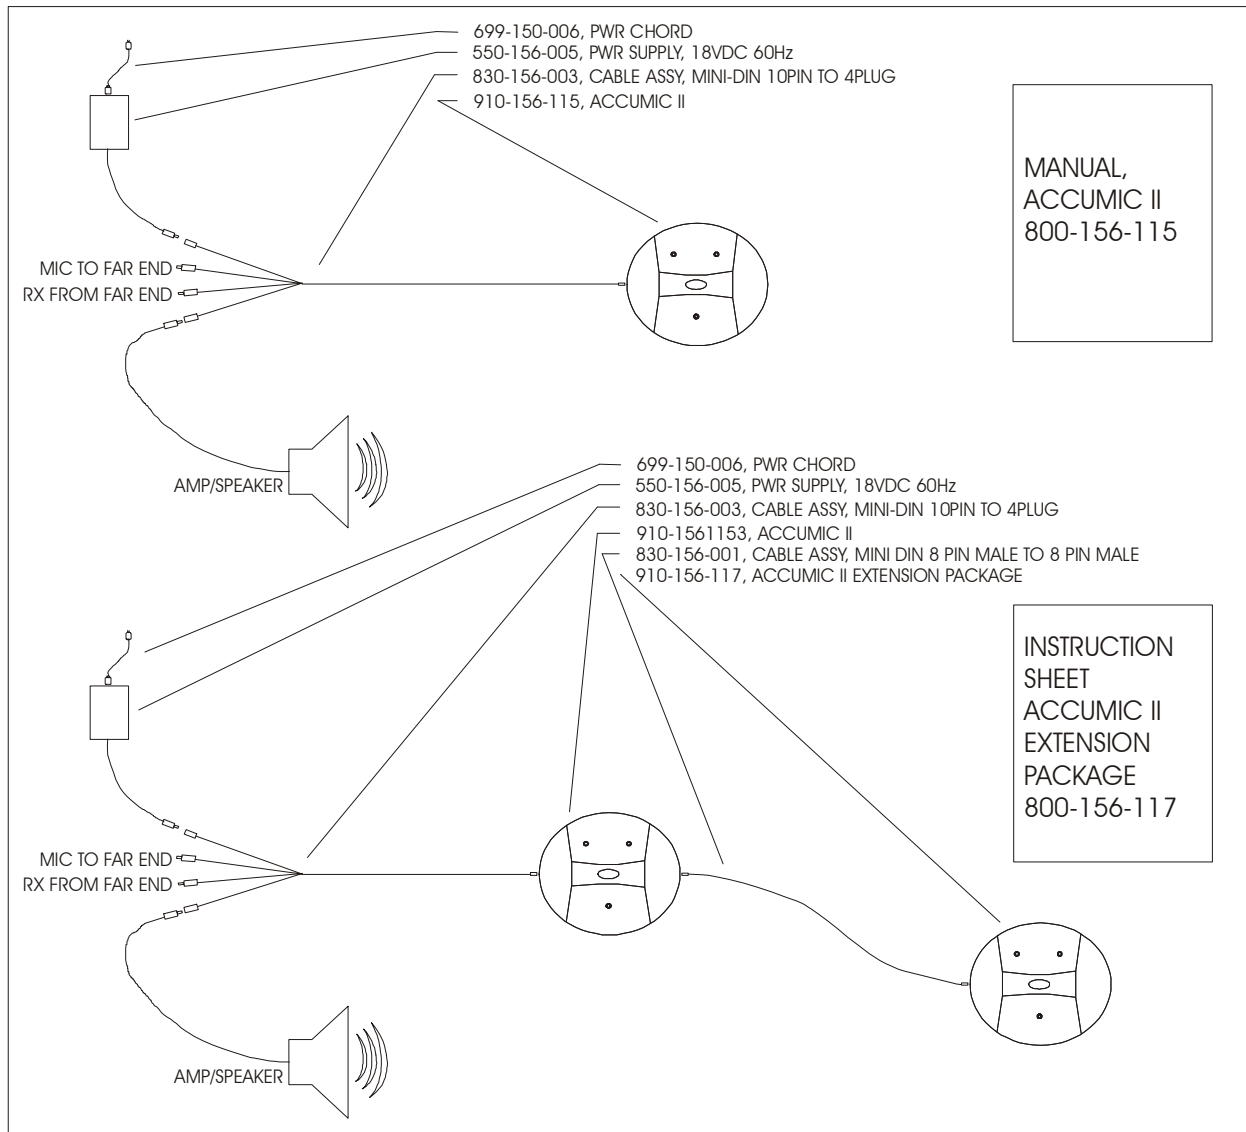 699-150-006, PWR CHORD
550-156-005, PWR SUPPLY, 18VDC 60Hz
830-156-003, CABLE ASSY, MINI-DIN 10PIN TO 4PLUG
910-156-115, ACCUMIC II
MANUAL,
ACCUMIC II
800-156-115
MIC TO FAR END
RX FROM FAR END
AMP/SPEAKER
699-150-006, PWR CHORD
550-156-005, PWR SUPPLY, 18VDC 60Hz
830-156-003, CABLE ASSY, MINI-DIN 10PIN TO 4PLUG
910-1561153, ACCUMIC II
830-156-001, CABLE ASSY, MINI DIN 8 PIN MALE TO 8 PIN MALE
910-156-117, ACCUMIC II EXTENSION PACKAGE
INSTRUCTION
SHEET
ACCUMIC II
EXTENSION
PACKAGE
800-156-117
MIC TO FAR END
RX FROM FAR END
AMP/SPEAKER